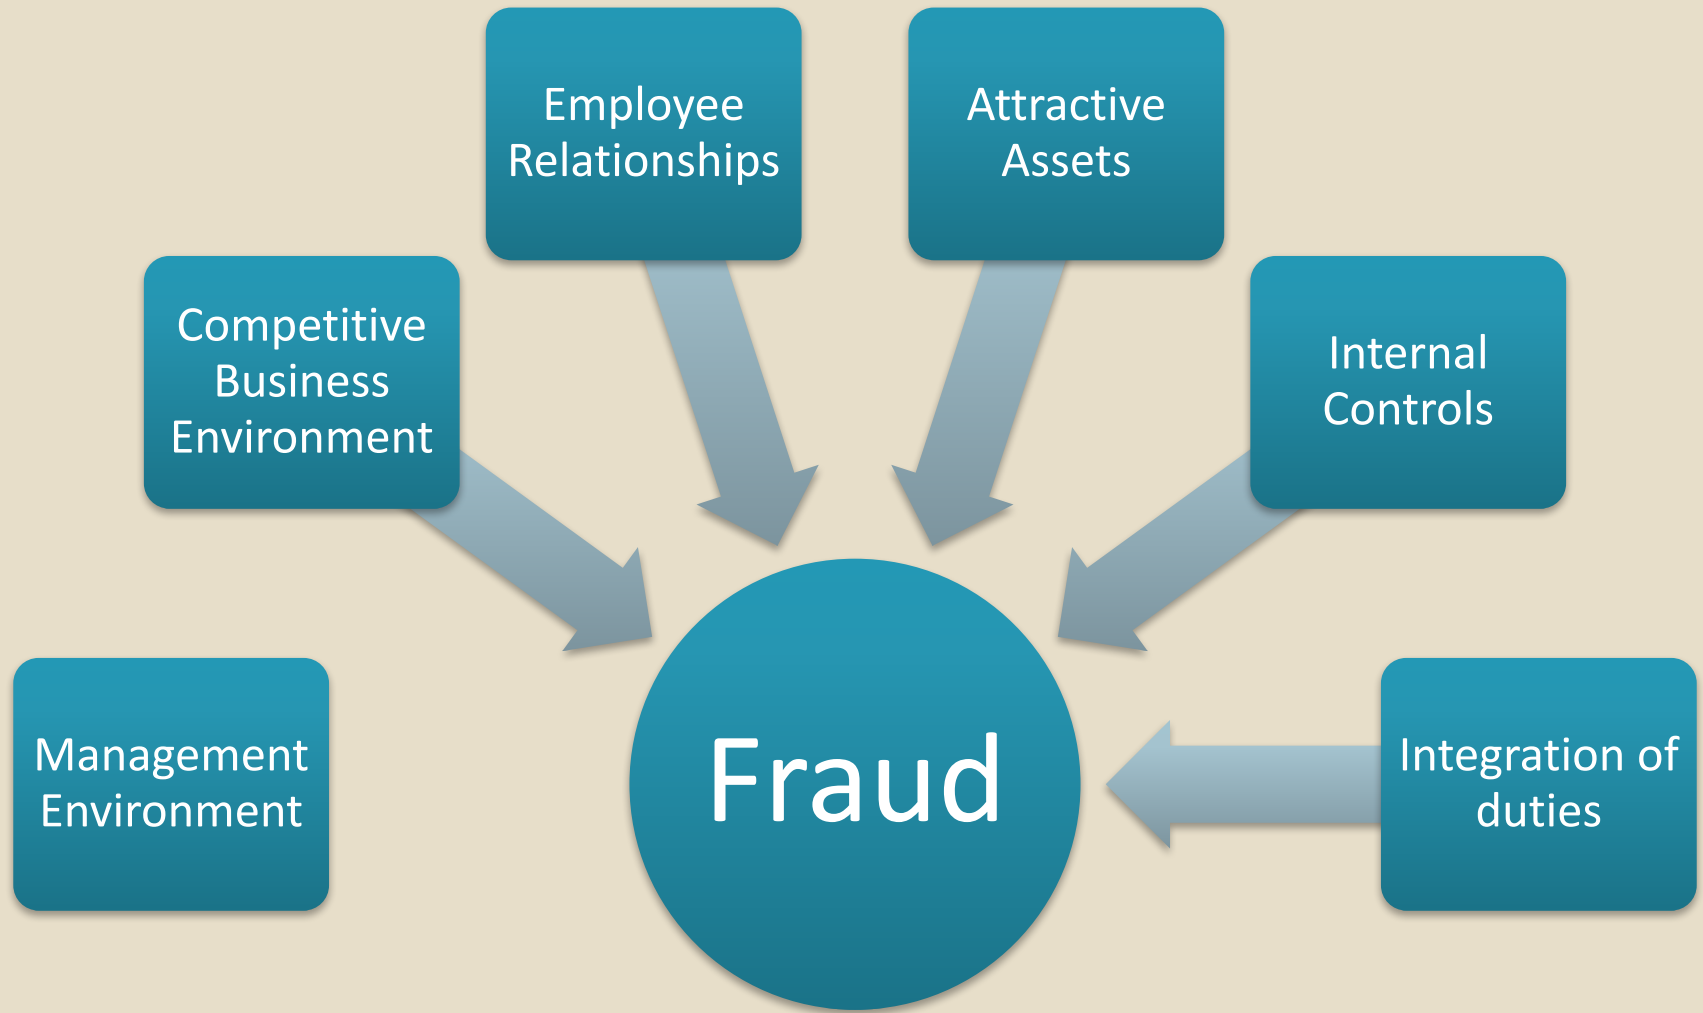 Employee
Relationships
Attractive
Assets
Competitive
Business
Environment
Internal
Controls
Management
Environment
Fraud
Integration of
duties